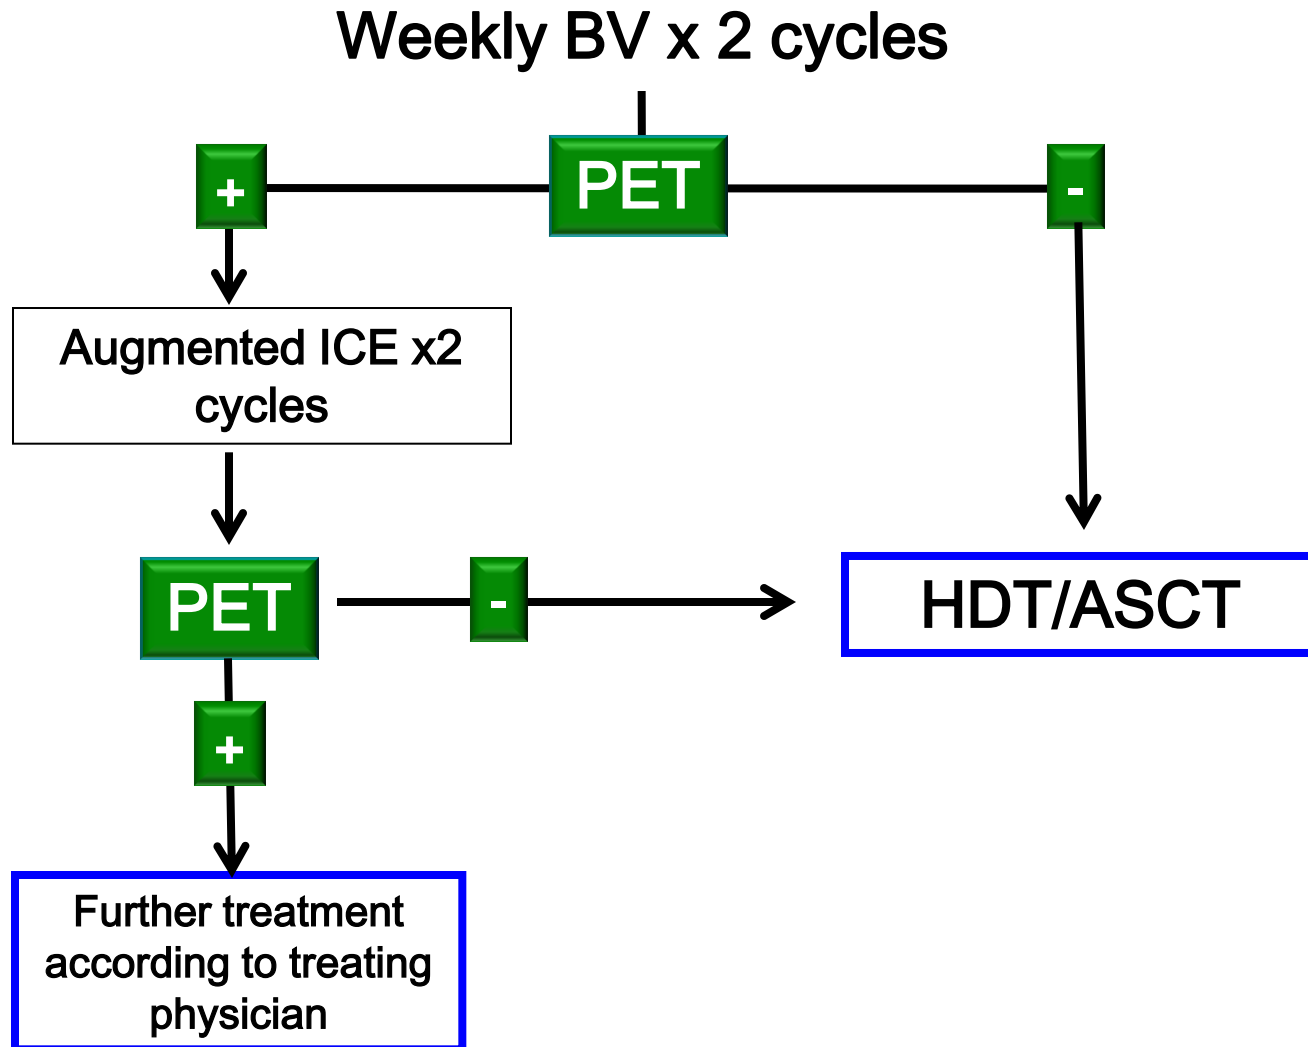 Weekly BV x 2 cycles
+
PET
-
Augmented ICE x2
cycles
PET
-
HDT/ASCT
+
Further treatment
according to treating
physician